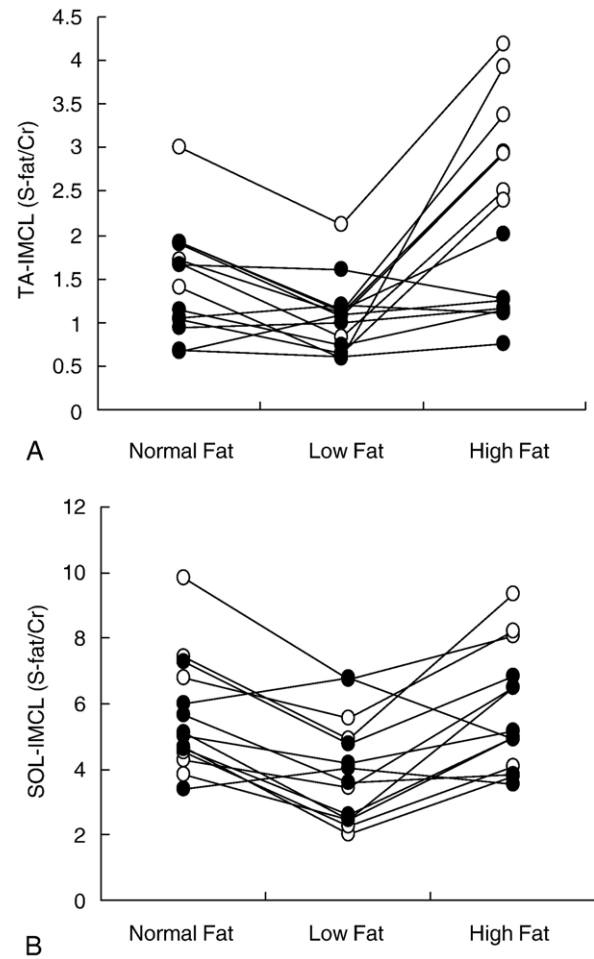 4.5
4
3.5
3
2.5
2
1.5
1
0.5
0
TA-IMCL (S-fat/Cr)
Normal Fat Low Fat High Fat
A
12
10
8
6
4
2
0
SOL-IMCL (S-fat/Cr)
Normal Fat Low Fat High Fat
B